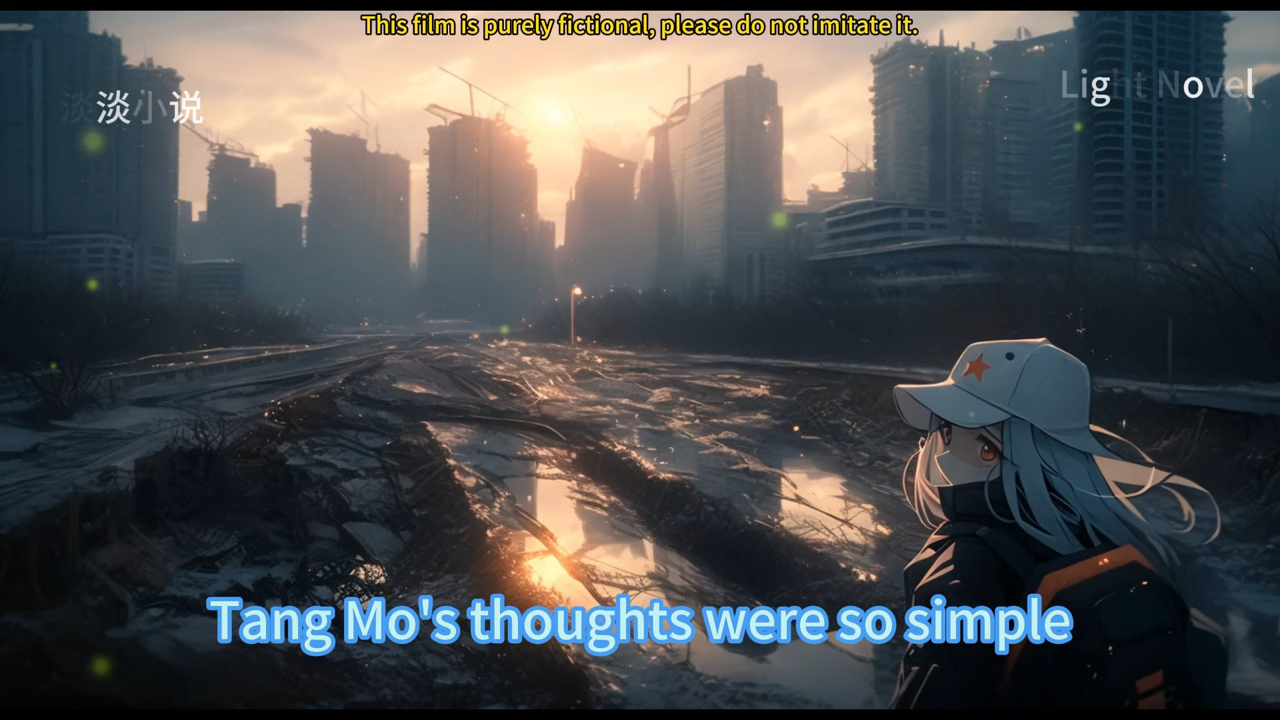 This film is purely fictional, please do not imitate it.
淡淡小说
Light Novel
Tang Mo's thoughts were so simple